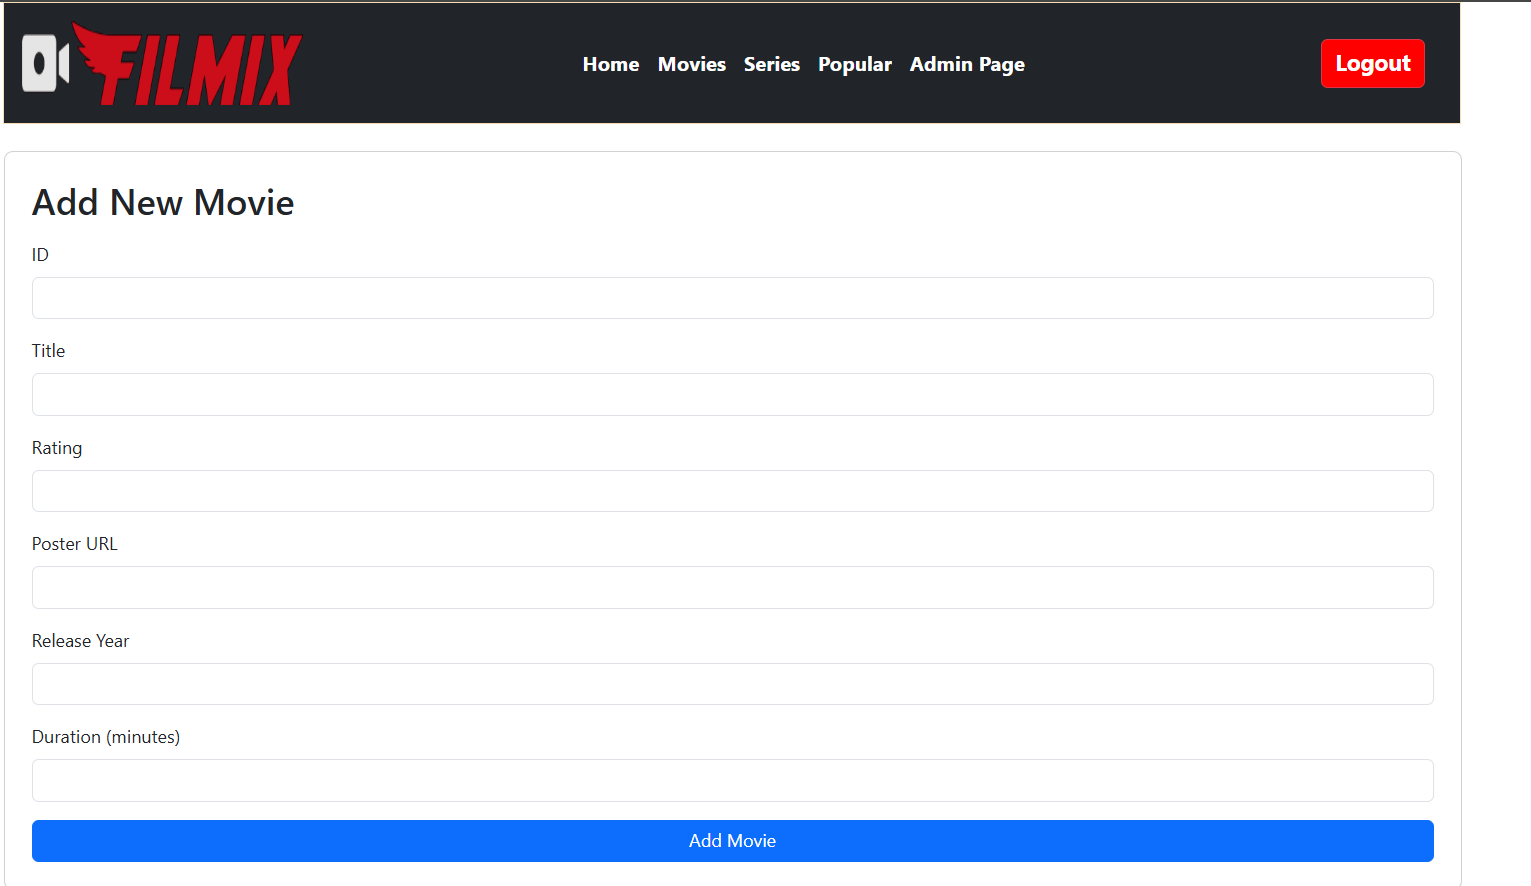 FILMIX
Home Movies Series Popular Admin Page
Logout
Add New Movie
ID
Title
Rating
Poster URL
Release Year
Duration (minutes)
Add Movie